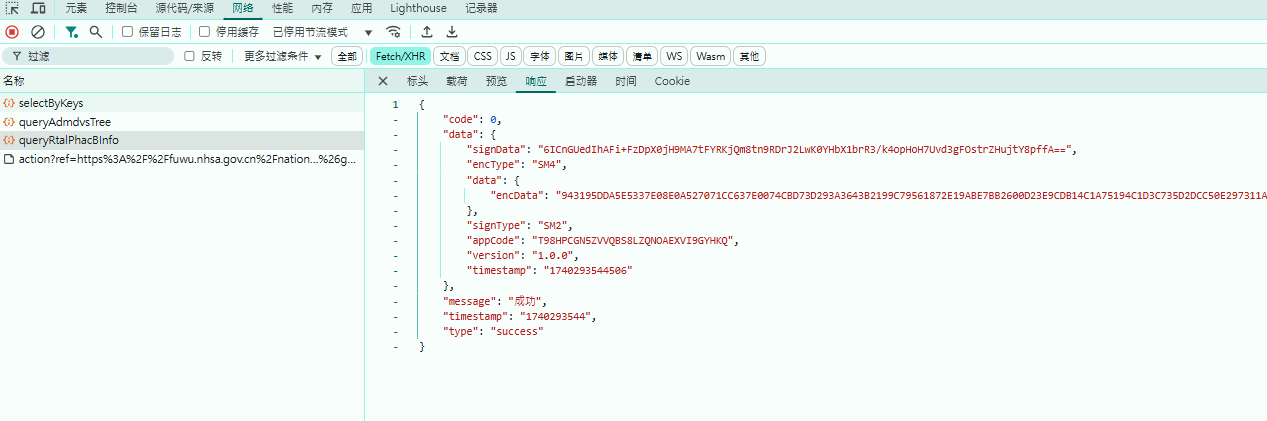 元素 控制台 源代码/来源 网络 性能 内存 应用 Lighthouse 记录器
保留日志 停用缓存 已停用节流模式
过滤 反转 更多过滤条件 全部 Fetch/XHR 文档 CSS JS 字体 图片 媒体 清单 WS Wasm 其他
名称
标头 载荷 预览 响应 启动器 时间 Cookie
selectByKeys
queryAdmdvsTree
queryRtalPhacBInfo
action?ref=https%3A%2F%2Ffuwu.nhsa.gov.cn%2Fnation...%26g...
1 {
- "code": 0,
- "data": {
- "signData": "6ICnGUedIhAFi+FzDpX0jH9MA7tFYRKjQm8tn9RDrJ2LwK0YHbX1brR3/k4opHoH7Uvd3gFOstrZHujtY8pffA==",
- "encType": "SM4",
- "data": {
- "encData": "943195DDA5E5337E08E0A527071CC637E0074CBD73D293A3643B2199C79561872E19ABE7BB2600D23E9CDB14C1A75194C1D3C735D2DCC50E297311A
- },
- "signType": "SM2",
- "appCode": "T98HPCGN5ZVVQBS8LZQNOAEXVI9GYHKQ",
- "version": "1.0.0",
- "timestamp": "1740293544506"
- },
- "message": "成功",
- "timestamp": "1740293544",
- "type": "success"
- }